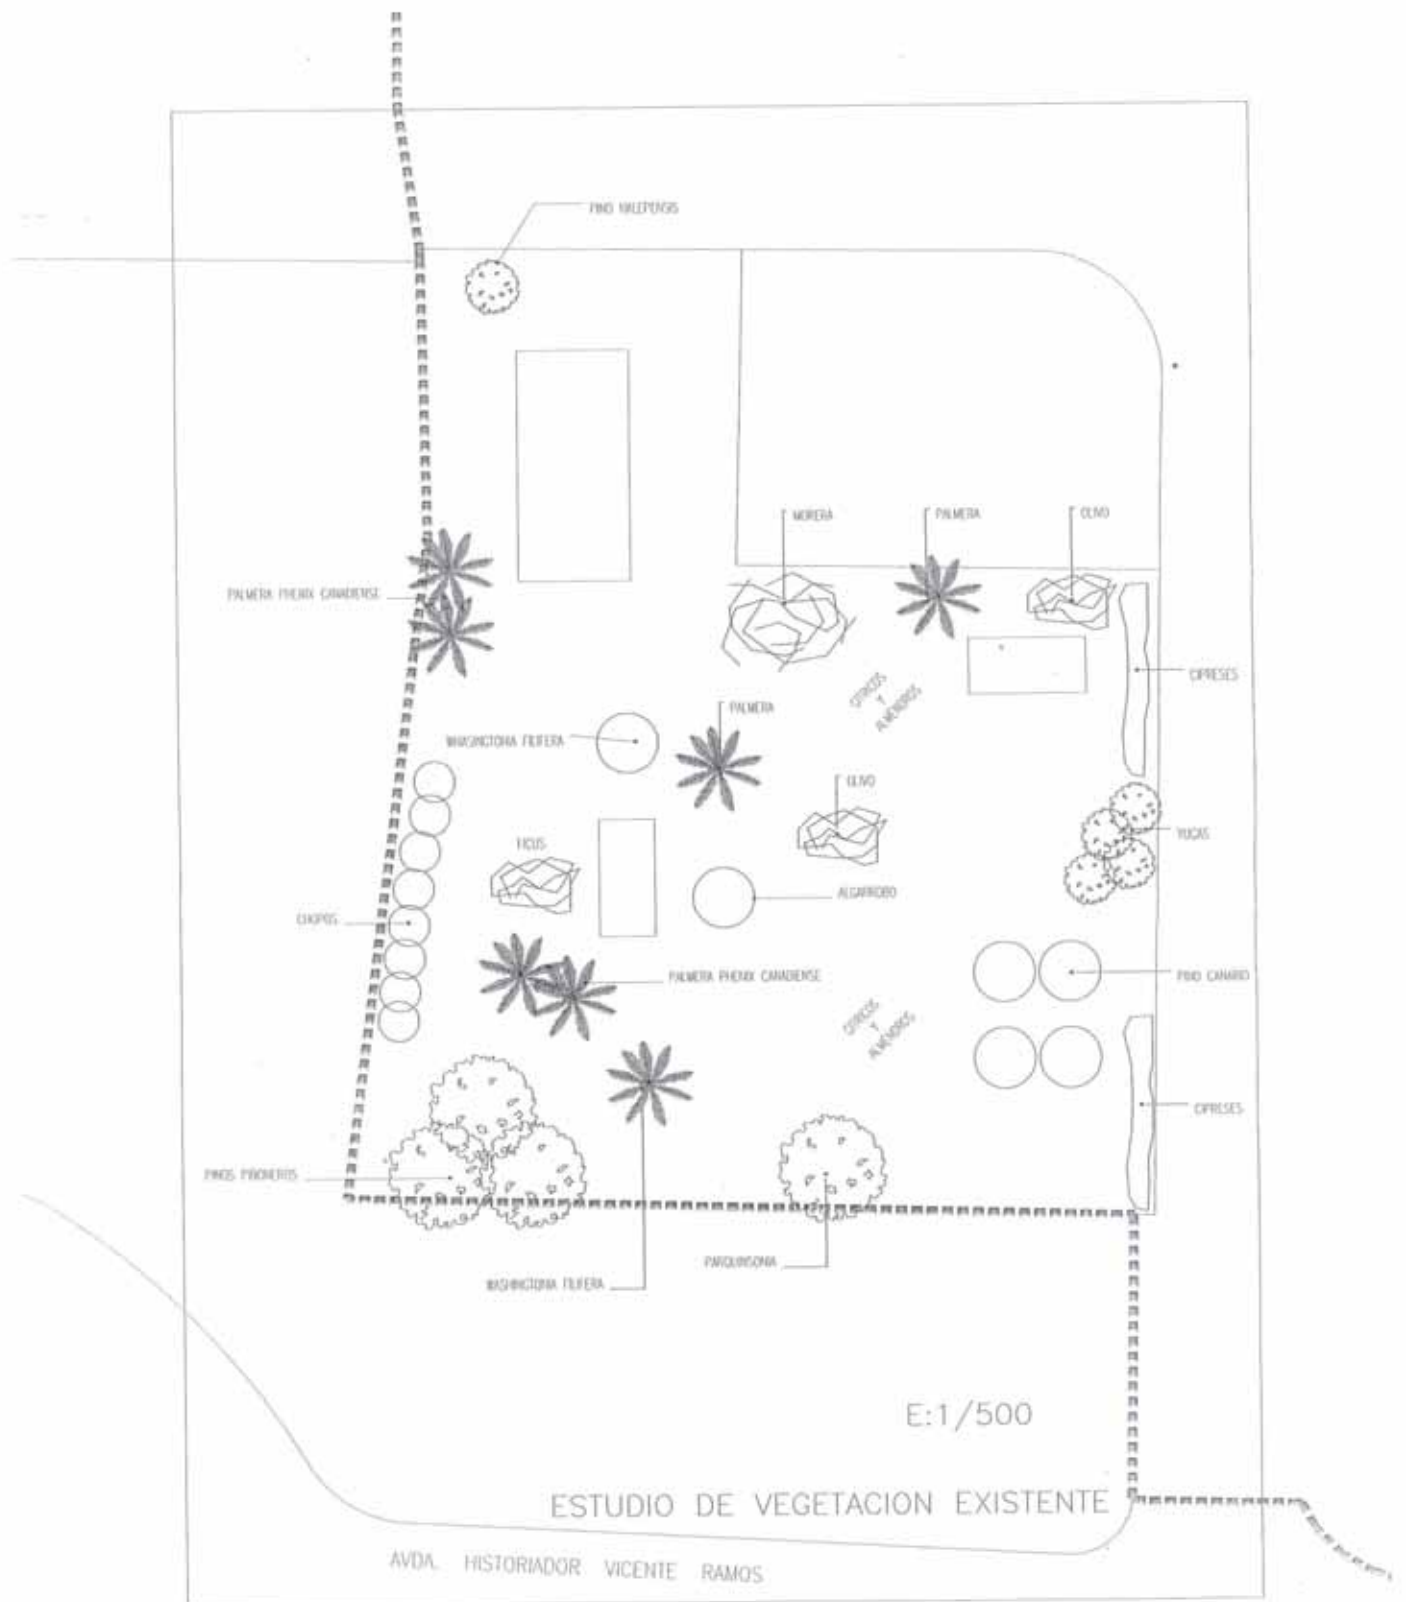 PINO HALEPENSIS
MORERA
PALMERA
OLIVO
PALMERA PHENIX CANADIENSE
CIPRESES
CITRICOS
Y
ALMENDROS
PALMERA
WHASINGTONIA FILIFERA
OLIVO
YUCAS
FICUS
ALGARROBO
CHOPOS
PALMERA PHENIX CANADIENSE
PINO CANARIO
CITRICOS
Y
ALMENDROS
CIPRESES
PINOS PIÑONEROS
PARQUINSONIA
WASHINGTONIA FILIFERA
E:1/500
ESTUDIO DE VEGETACION EXISTENTE
AVDA. HISTORIADOR VICENTE RAMOS